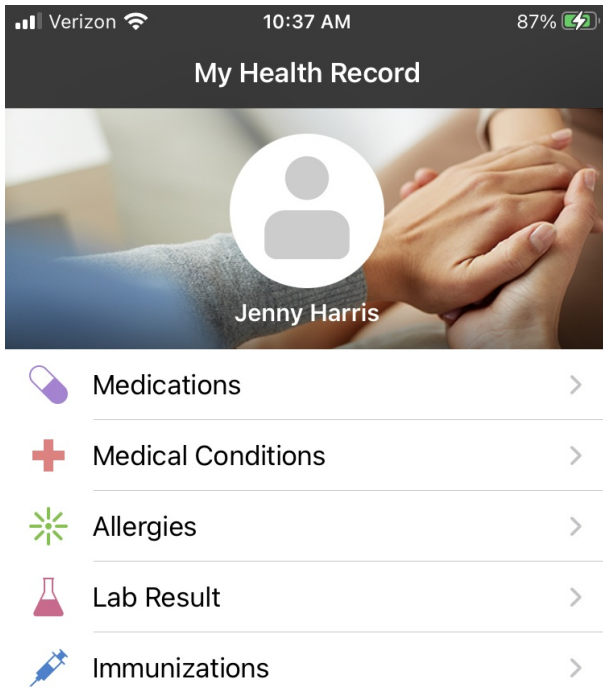 Verizon 10:37 AM 87%
My Health Record
Jenny Harris
Medications
Medical Conditions
Allergies
Lab Result
Immunizations